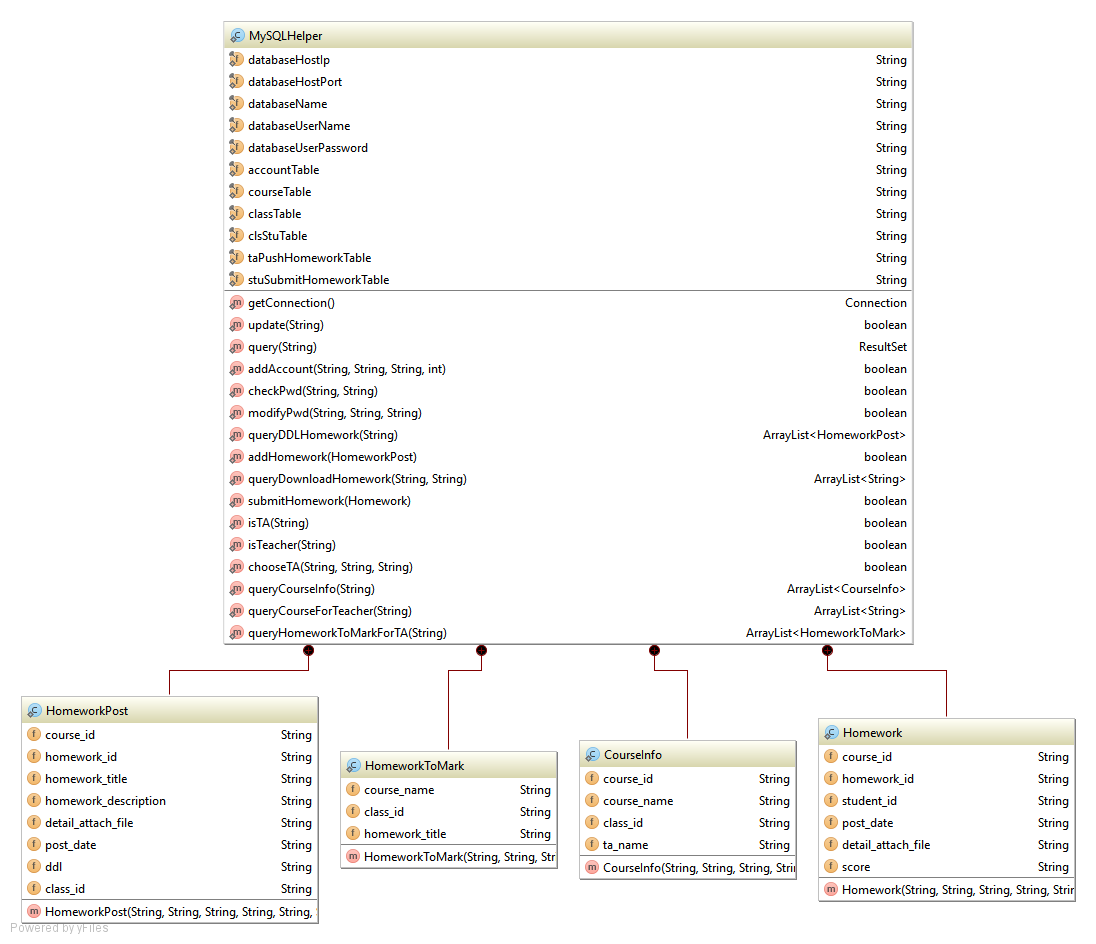 MySQLHelper
databaseHostIp String
databaseHostPort String
databaseName String
databaseUserName String
databaseUserPassword String
accountTable String
courseTable String
classTable String
clsStuTable String
taPushHomeworkTable String
stuSubmitHomeworkTable String
getConnection() Connection
update(String) boolean
query(String) ResultSet
addAccount(String, String, String, int) boolean
checkPwd(String, String) boolean
modifyPwd(String, String, String) boolean
queryDDLHomework(String) ArrayList<HomeworkPost>
addHomework(HomeworkPost) boolean
queryDownloadHomework(String, String) ArrayList<String>
submitHomework(Homework) boolean
isTA(String) boolean
isTeacher(String) boolean
chooseTA(String, String, String) boolean
queryCourseInfo(String) ArrayList<CourseInfo>
queryCourseForTeacher(String) ArrayList<String>
queryHomeworkToMarkForTA(String) ArrayList<HomeworkToMark>
HomeworkPost
course_id String
homework_id String
homework_title String
homework_description String
detail_attach_file String
post_date String
ddl String
class_id String
HomeworkPost(String, String, String, String, String,
HomeworkToMark
course_name String
class_id String
homework_title String
HomeworkToMark(String, String, Str
CourseInfo
course_id String
course_name String
class_id String
ta_name String
CourseInfo(String, String, String, Stri
Homework
course_id String
homework_id String
student_id String
post_date String
detail_attach_file String
score String
Homework(String, String, String, String, Strin
Powered by yFiles